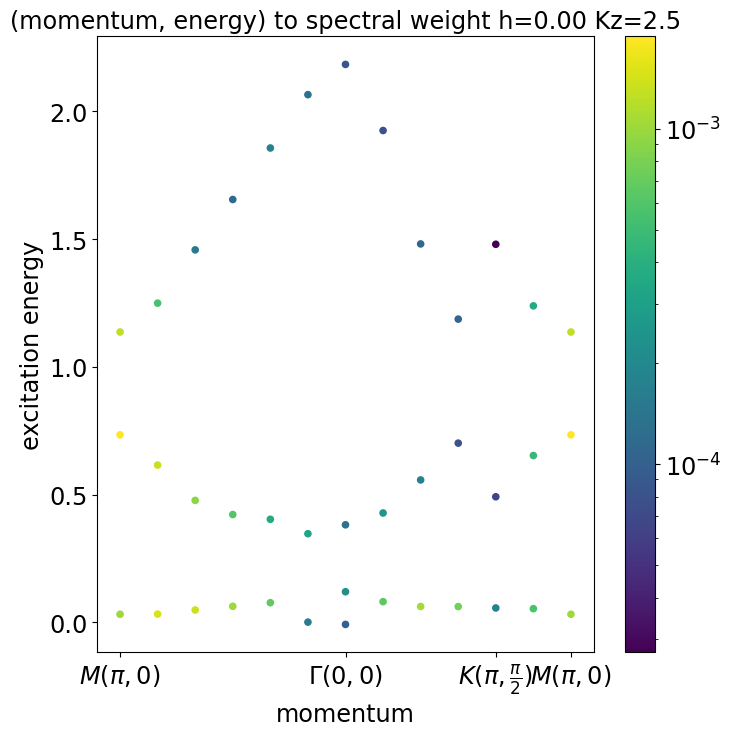 (momentum, energy) to spectral weight h=0.00 Kz=2.5
excitation energy
2.0
1.5
1.0
0.5
0.0
M(π, 0)
Γ(0, 0)
K(π, π/2)
M(π, 0)
momentum
10⁻³
10⁻⁴